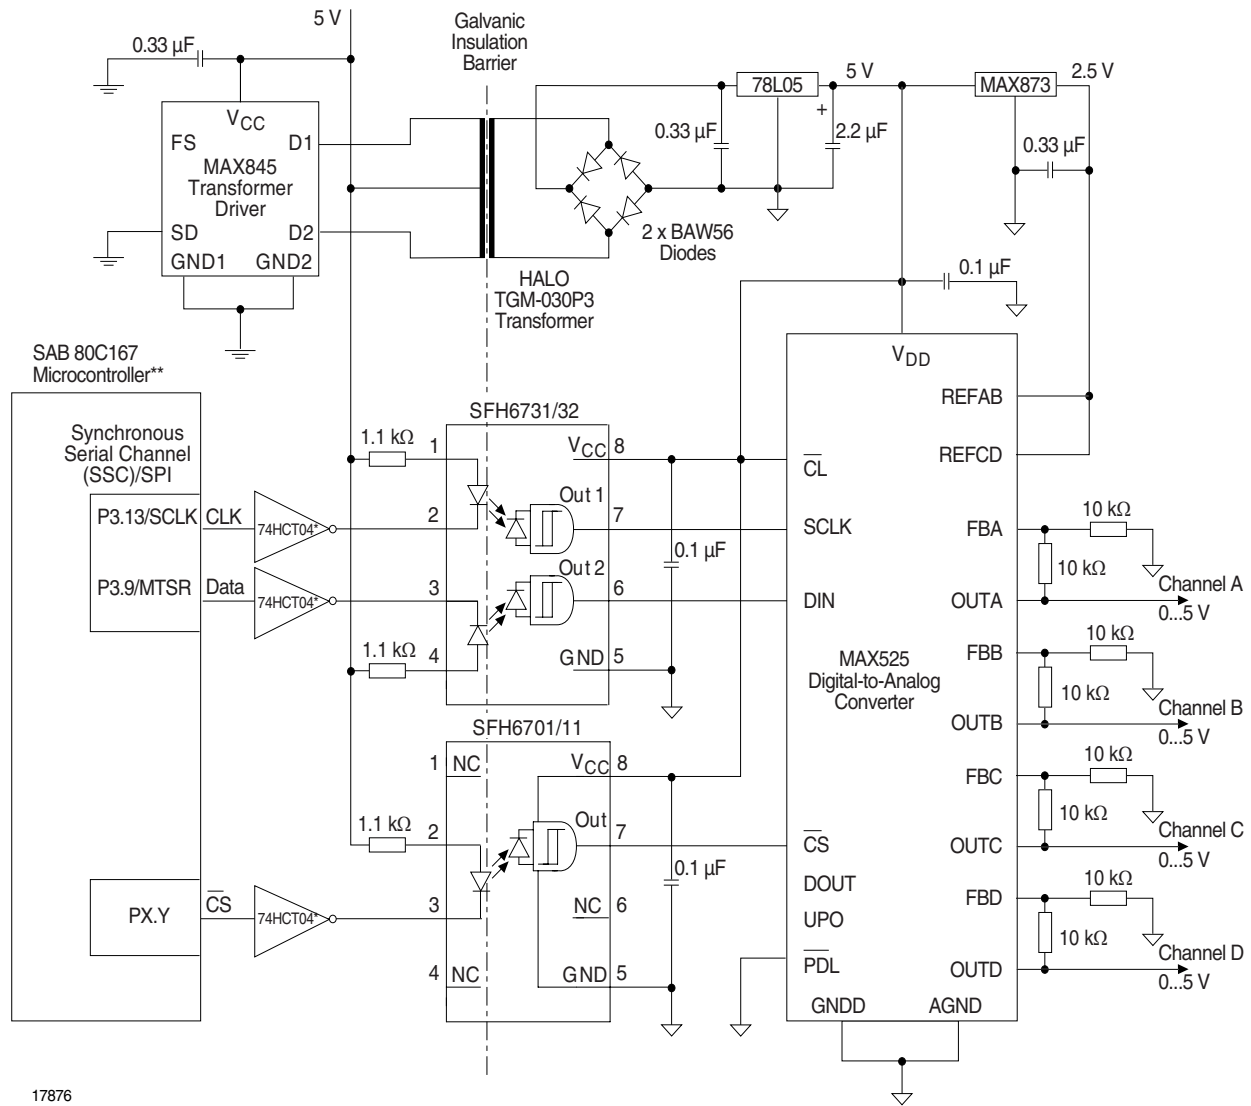 5 V
Galvanic
Insulation
Barrier
0.33 µF
78L05
5 V
MAX873
2.5 V
+
VCC
FS
D1
MAX845
Transformer
Driver
SD
D2
GND1
GND2
0.33 µF
2.2 µF
0.33 µF
2 x BAW56
Diodes
HALO
TGM-030P3
Transformer
0.1 µF
SAB 80C167
Microcontroller**
Synchronous
Serial Channel
(SSC)/SPI
P3.13/SCLK
CLK
74HCT04*
P3.9/MTSR
Data
74HCT04*
PX.Y
C̅S̅
74HCT04*
SFH6731/32
1.1 kΩ
1
VCC
8
Out 1
2
7
Out 2
3
6
0.1 µF
1.1 kΩ
4
GND
5
SFH6701/11
1
NC
VCC
8
1.1 kΩ
2
Out
7
0.1 µF
3
NC
6
4
NC
GND
5
VDD
REFAB
C̅L̅
REFCD
SCLK
FBA
10 kΩ
10 kΩ
DIN
OUTA
Channel A
0...5 V
MAX525
Digital-to-Analog
Converter
FBB
10 kΩ
10 kΩ
OUTB
Channel B
0...5 V
FBC
10 kΩ
10 kΩ
C̅S̅
OUTC
Channel C
0...5 V
DOUT
UPO
FBD
10 kΩ
10 kΩ
P̅D̅L̅
OUTD
Channel D
0...5 V
GNDD
AGND
17876